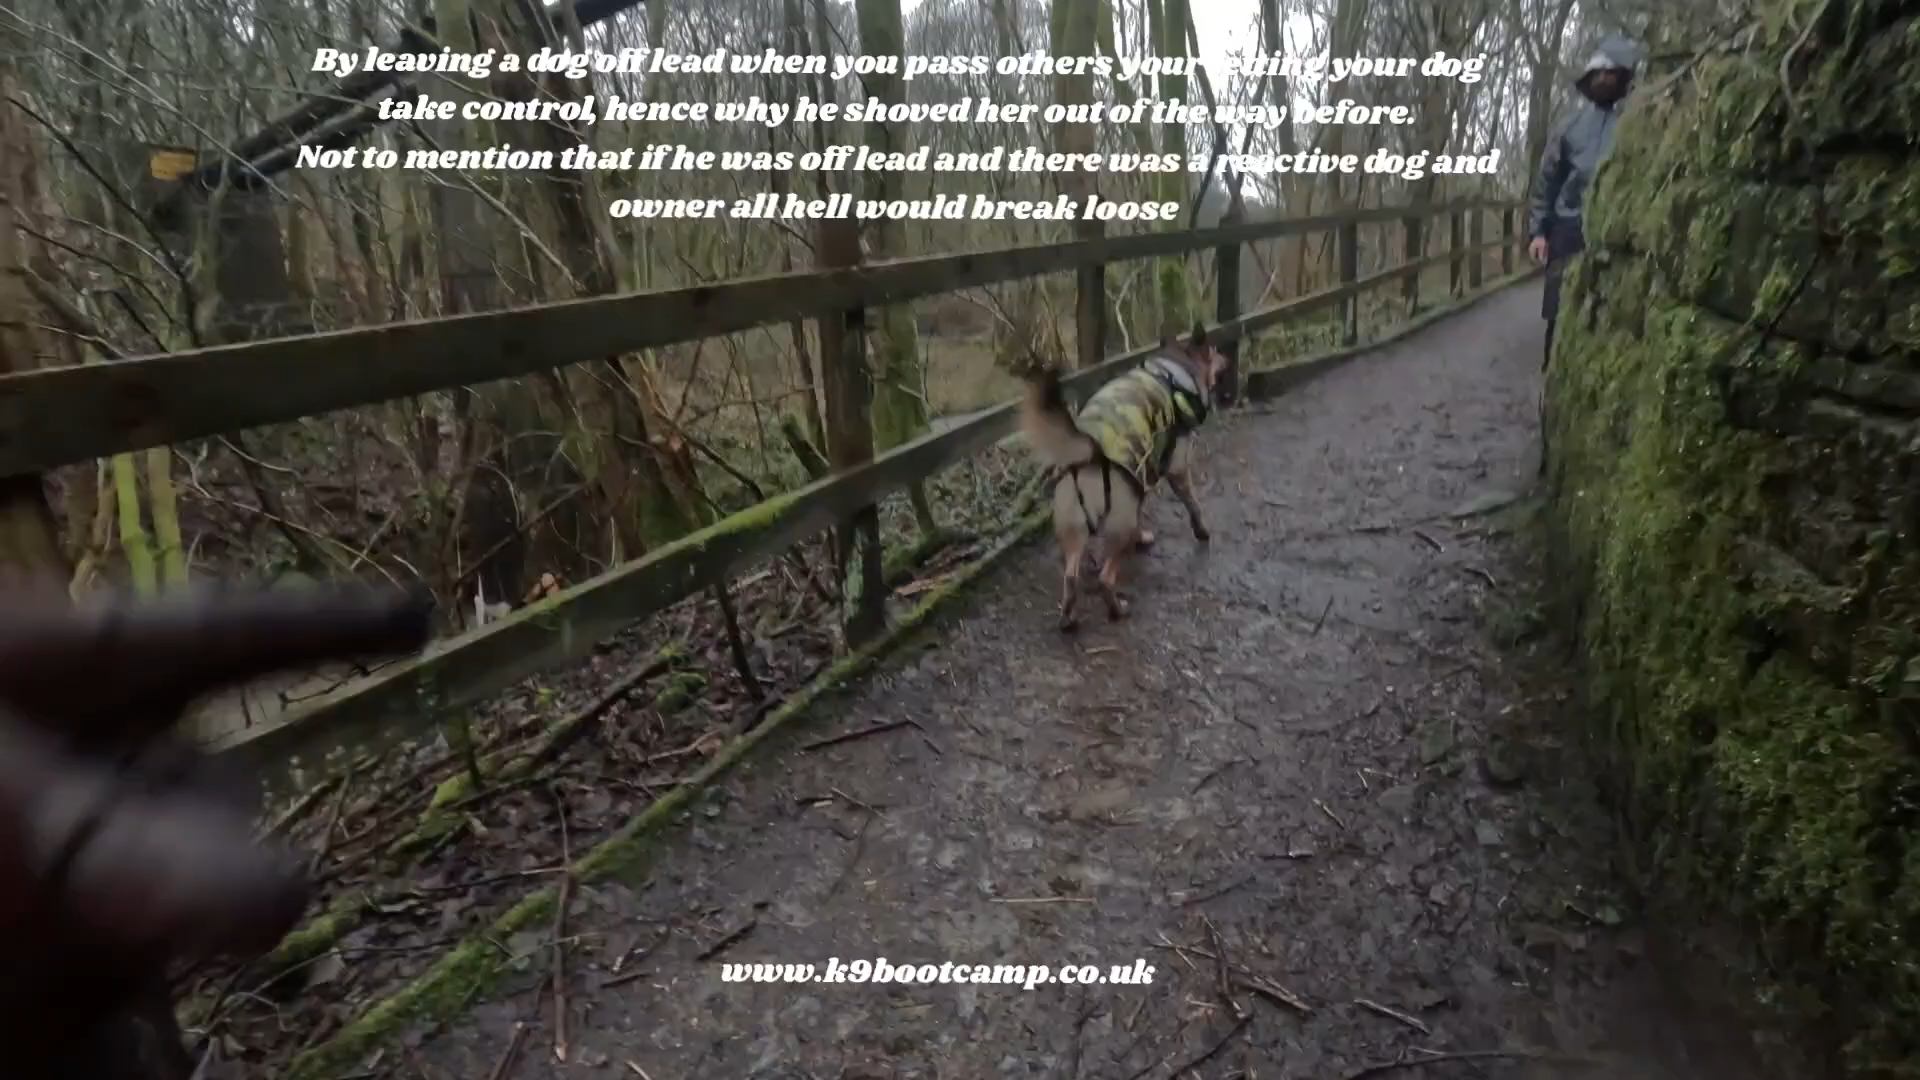 By leaving a dog off lead when you pass others your letting your dog
take control, hence why he shoved her out of the way before.
Not to mention that if he was off lead and there was a reactive dog and
owner all hell would break loose
www.k9bootcamp.co.uk